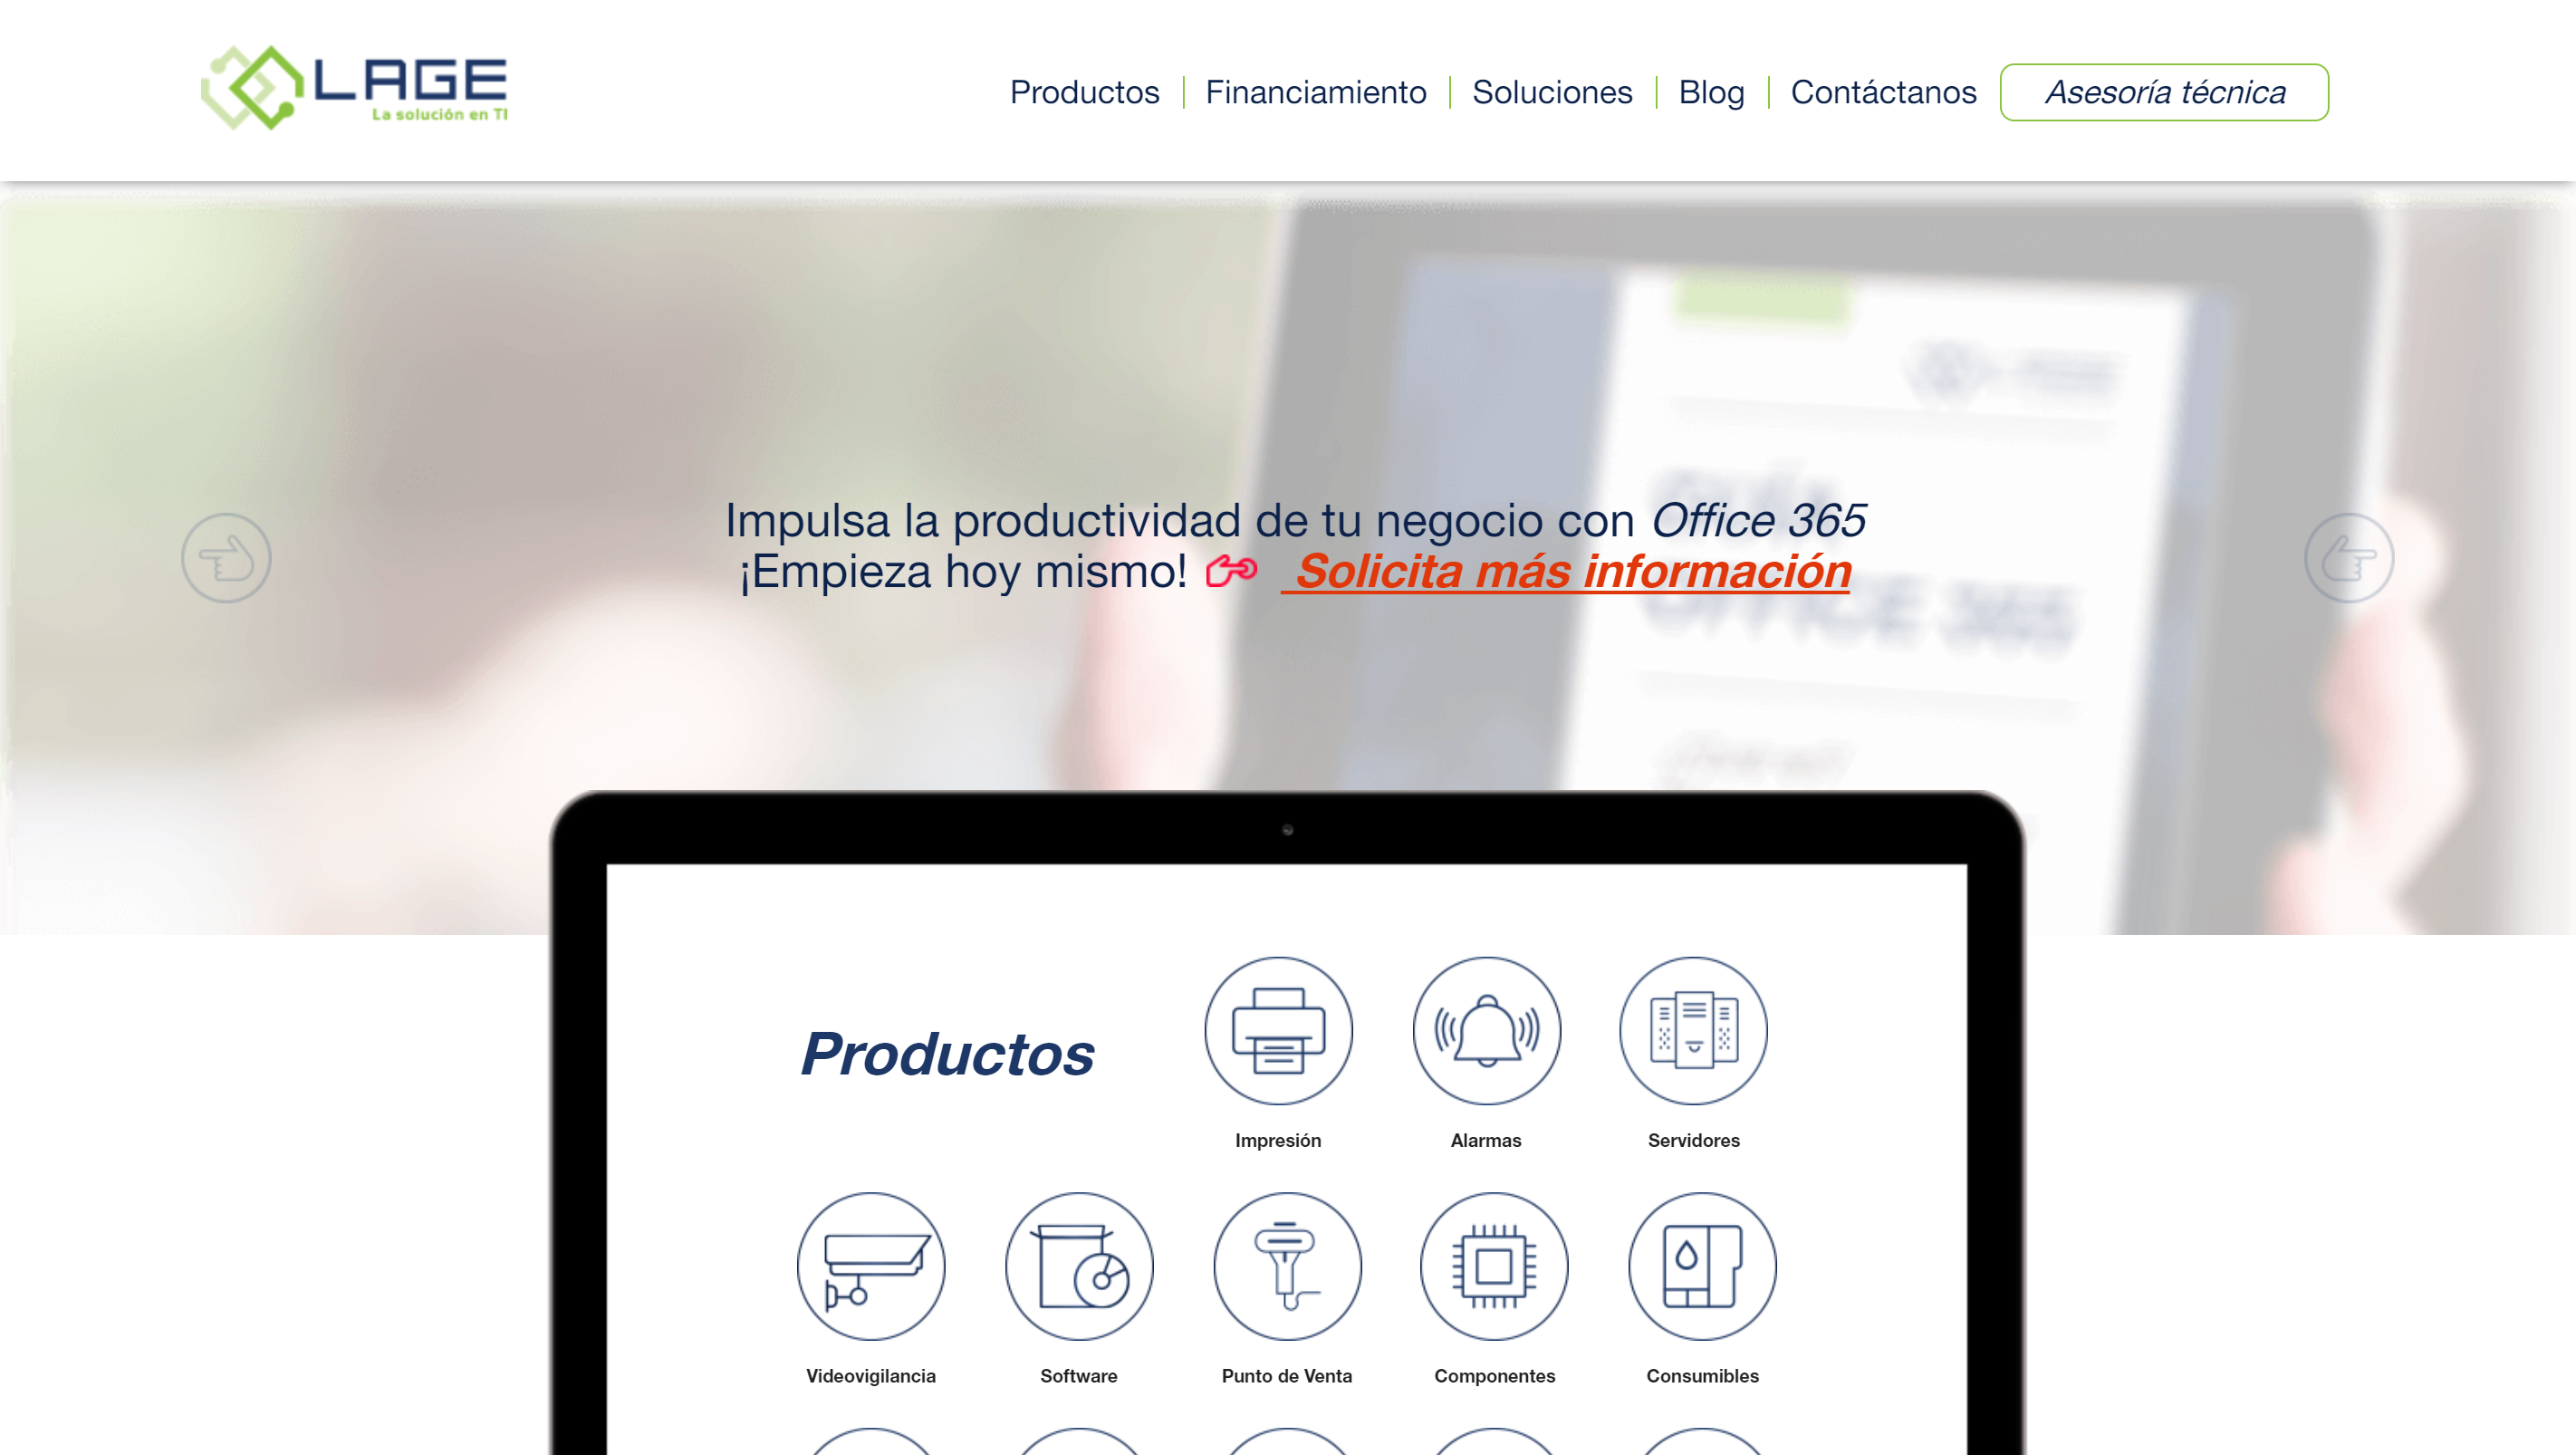 LAGE
La solución en TI
Productos
Financiamiento
Soluciones
Blog
Contáctanos
Asesoría técnica
Impulsa la productividad de tu negocio con Office 365
¡Empieza hoy mismo! Solicita más información
OFFICE 365
Productos
Impresión
Alarmas
Servidores
Videovigilancia
Software
Punto de Venta
Componentes
Consumibles